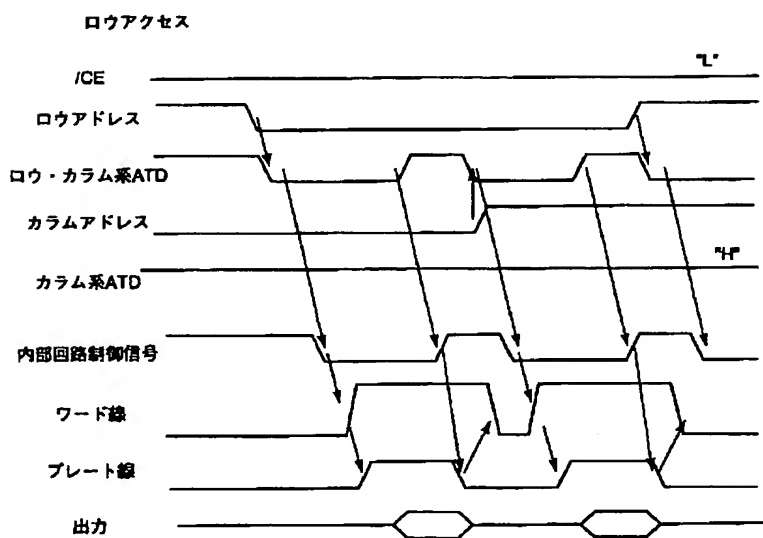 ロウアクセス
"L"
/CE
ロウアドレス
ロウ・カラム系ATD
カラムアドレス
"H"
カラム系ATD
内部回路制御信号
ワード線
プレート線
出力